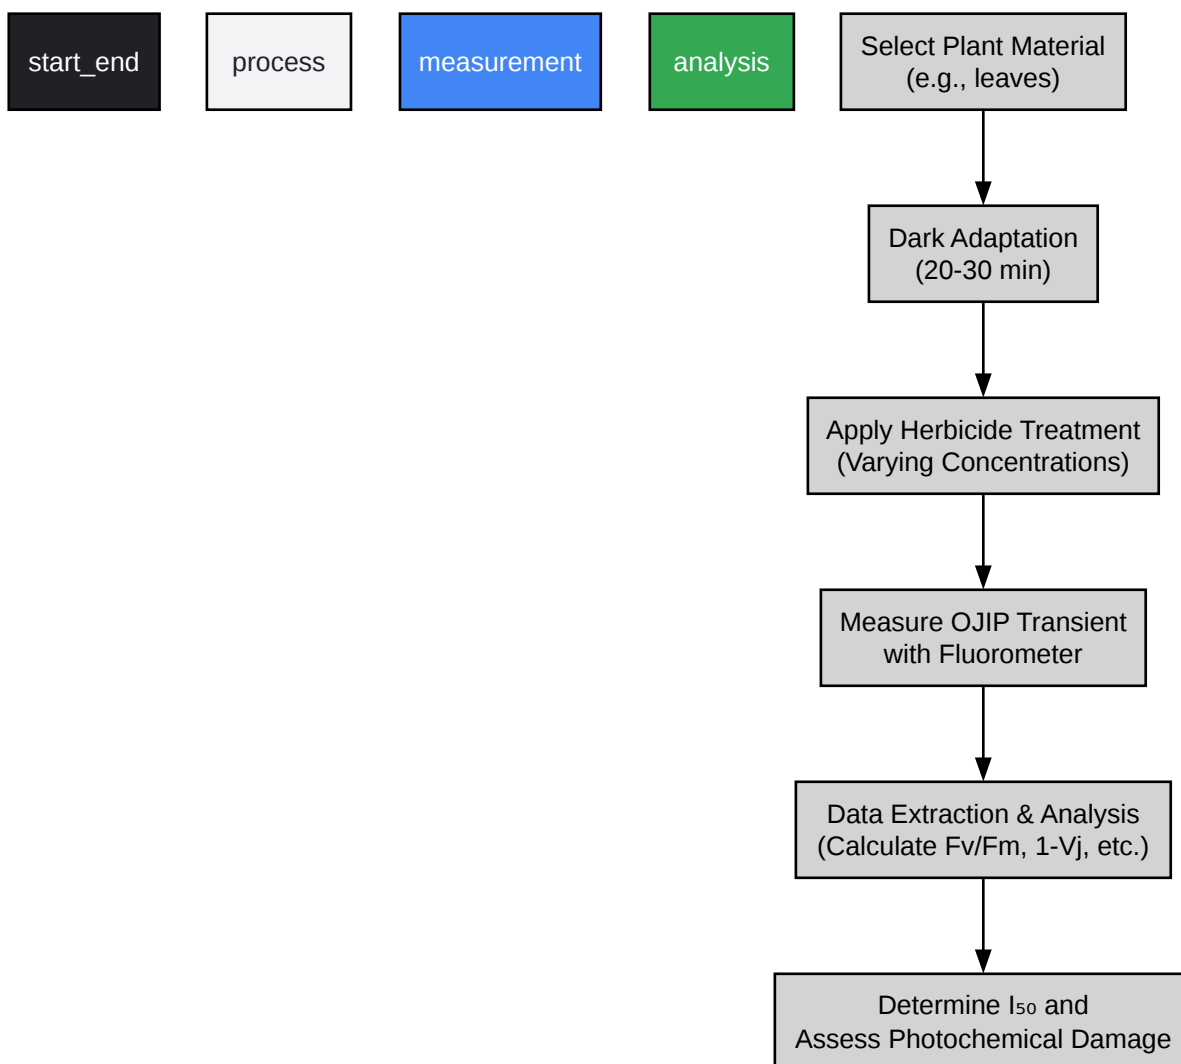 start_end
process
measurement
analysis
Select Plant Material
(e.g., leaves)
Dark Adaptation
(20-30 min)
Apply Herbicide Treatment
(Varying Concentrations)
Measure OJIP Transient
with Fluorometer
Data Extraction & Analysis
(Calculate Fv/Fm, 1-Vj, etc.)
Determine I₅₀ and
Assess Photochemical Damage